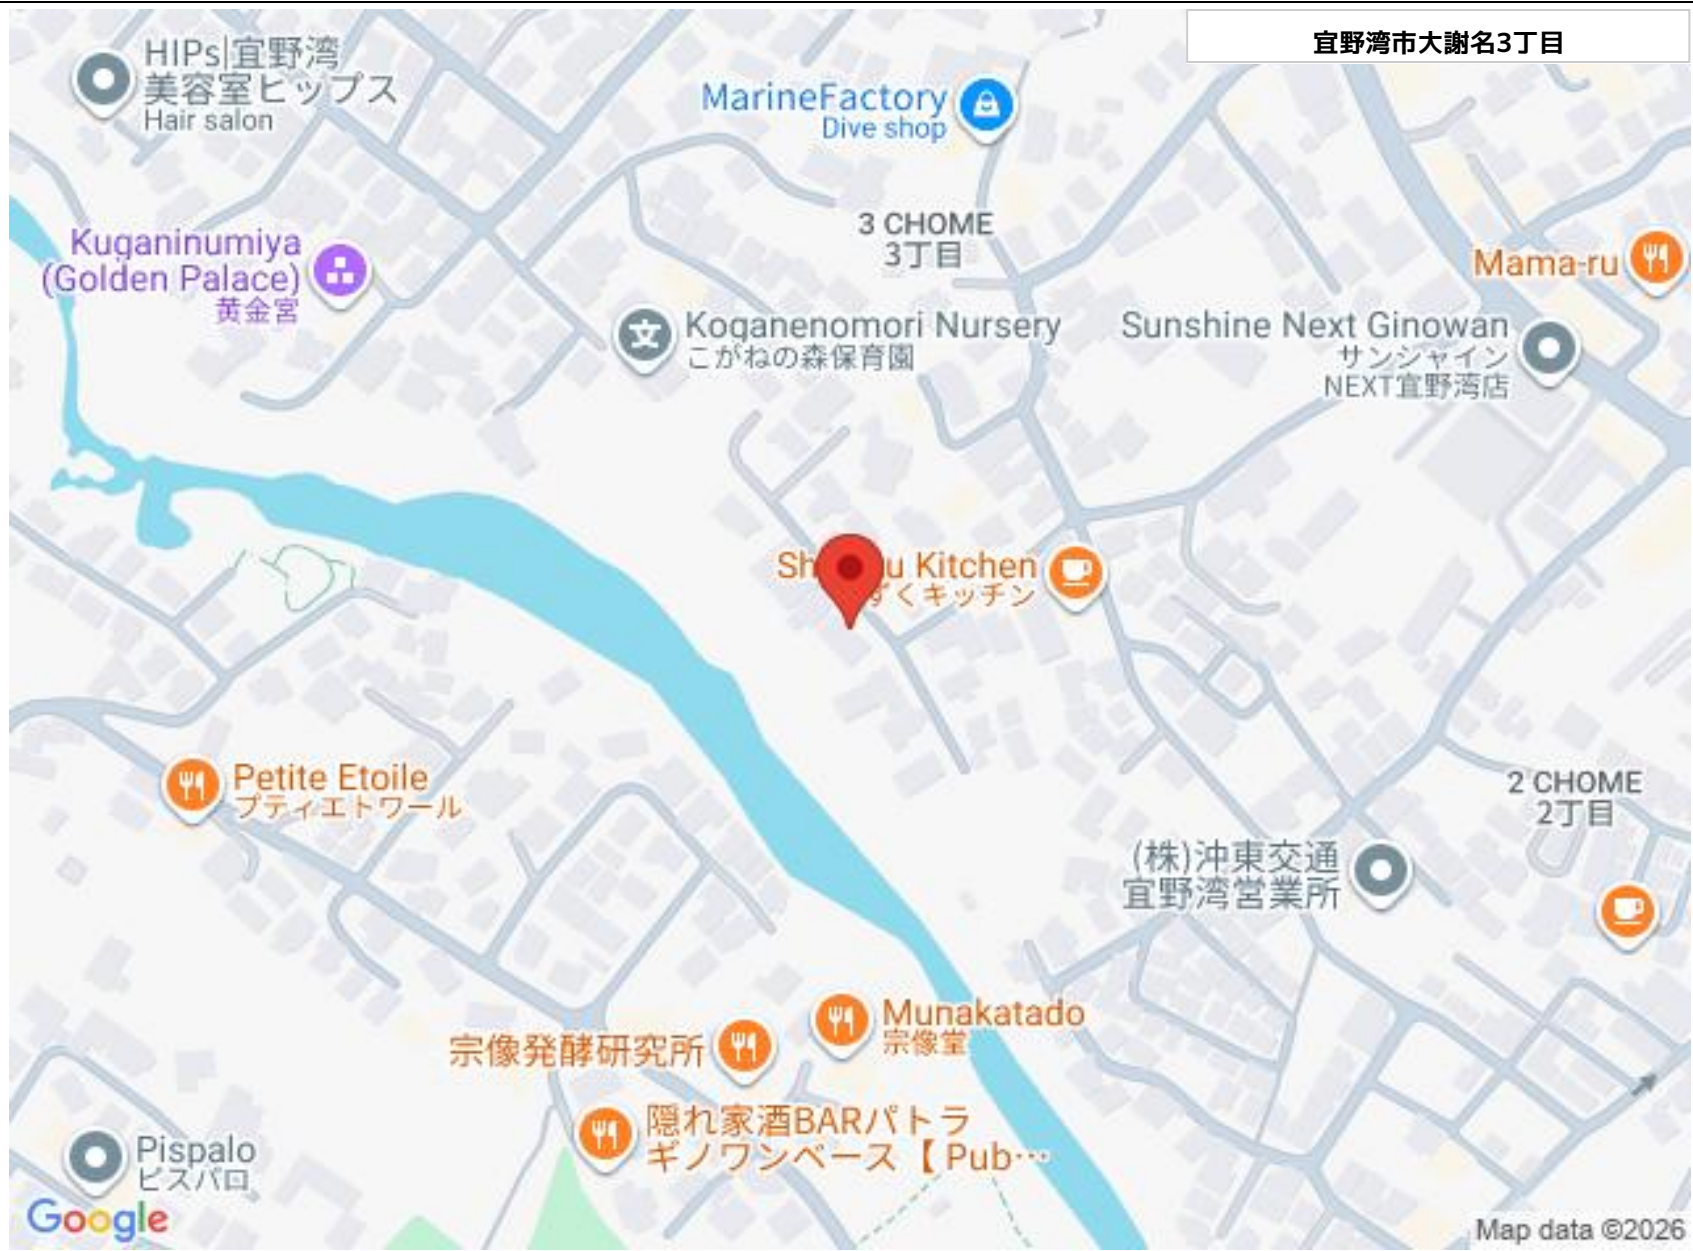 宜野湾市大謝名3丁目
HIPs|宜野湾
美容室ヒップス
Hair salon
MarineFactory
Dive shop
3 CHOME
3丁目
Kuganinumiya
(Golden Palace)
黄金宮
Mama-ru
Koganenomori Nursery
こがねの森保育園
Sunshine Next Ginowan
サンシャイン
NEXT宜野湾店
Kitchen
ずくキッチン
Petite Etoile
プティエトワール
2 CHOME
2丁目
(株)沖東交通
宜野湾営業所
Munakatado
宗像堂
宗像発酵研究所
隠れ家酒BARパトラ
ギノワンベース【 Pub…
Pispalo
ピスパロ
Google
Map data ©2026